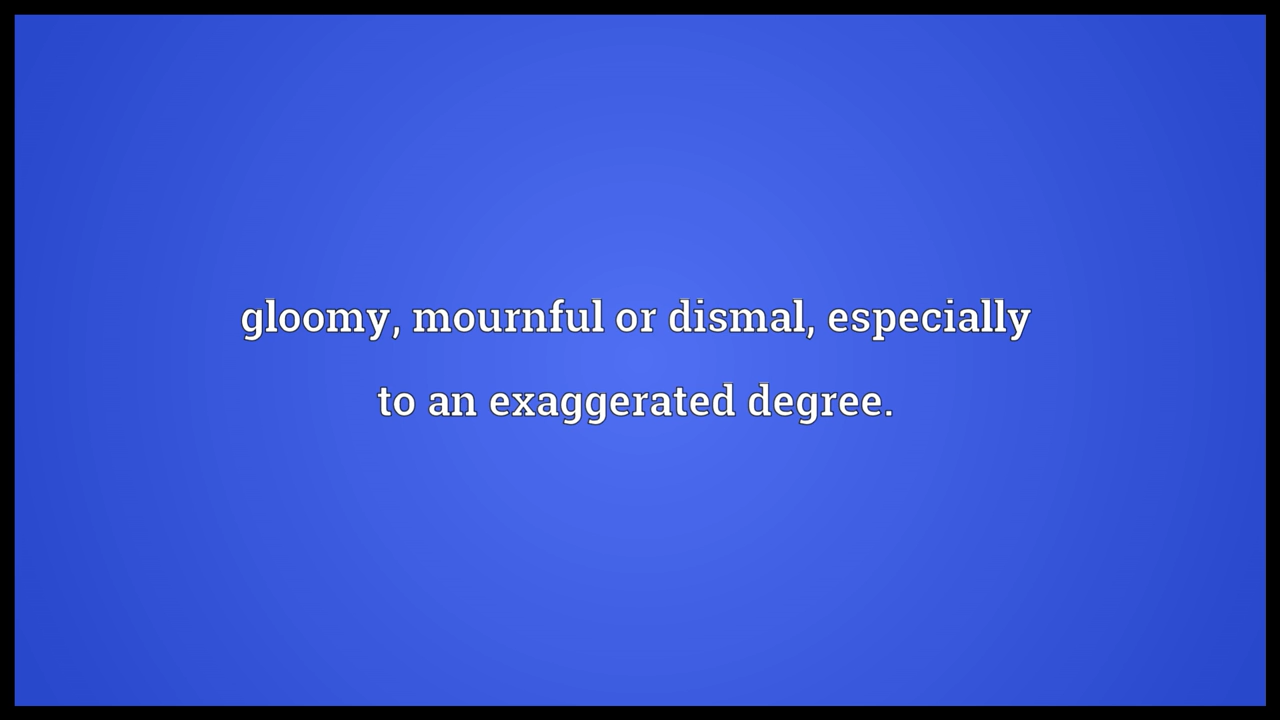 gloomy, mournful or dismal, especially
to an exaggerated degree.